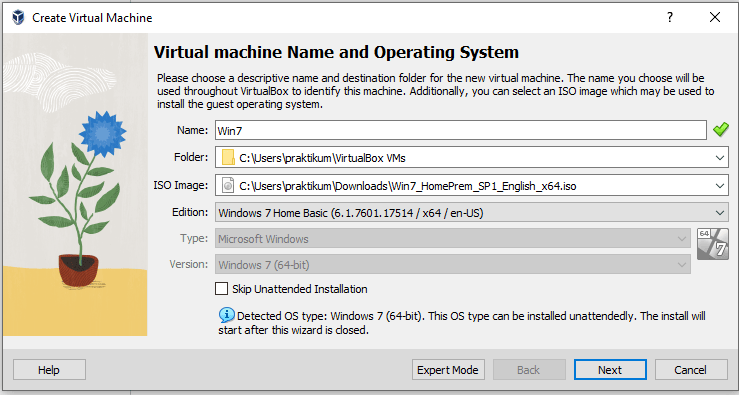 Create Virtual Machine
Virtual machine Name and Operating System
Please choose a descriptive name and destination folder for the new virtual machine. The name you choose will be
used throughout VirtualBox to identify this machine. Additionally, you can select an ISO image which may be used to
install the guest operating system.
Name: Win7
Folder: C:\Users\praktikum\VirtualBox VMs
ISO Image: C:\Users\praktikum\Downloads\Win7_HomePrem_SP1_English_x64.iso
Edition: Windows 7 Home Basic (6.1.7601.17514 / x64 / en-US)
Type: Microsoft Windows
64
7
Version: Windows 7 (64-bit)
Skip Unattended Installation
Detected OS type: Windows 7 (64-bit). This OS type can be installed unattendedly. The install will
start after this wizard is closed.
Help Expert Mode Back Next Cancel